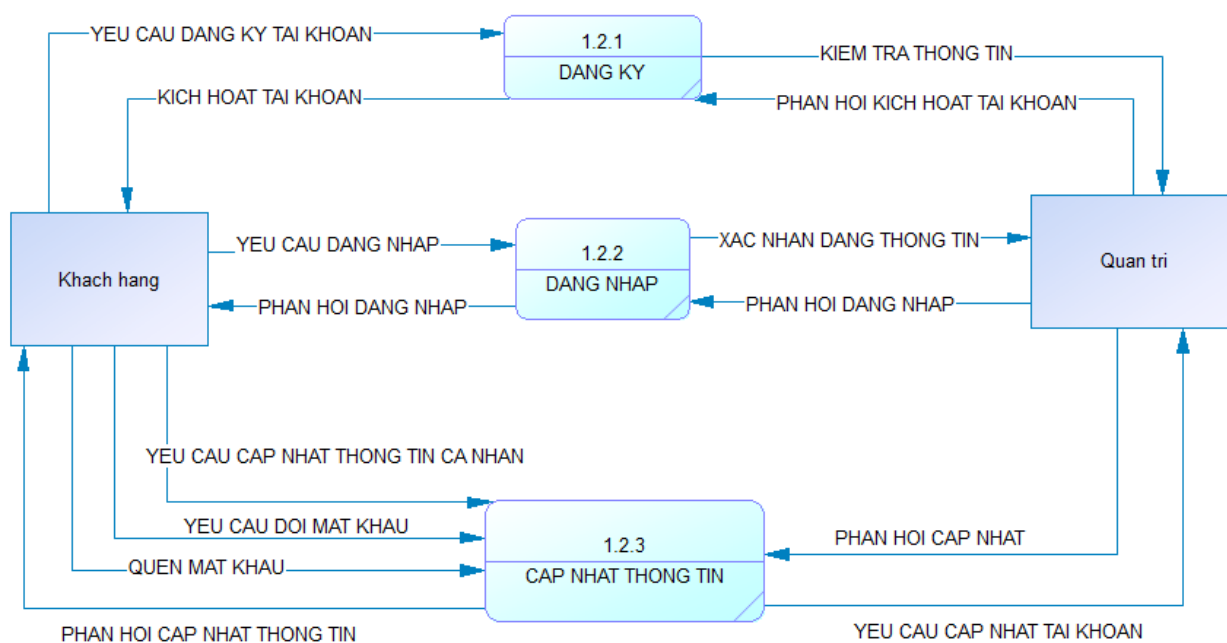 YEU CAU DANG KY TAI KHOAN
1.2.1
DANG KY
KIEM TRA THONG TIN
KICH HOAT TAI KHOAN
PHAN HOI KICH HOAT TAI KHOAN
Khach hang
YEU CAU DANG NHAP
1.2.2
DANG NHAP
XAC NHAN DANG THONG TIN
Quan tri
PHAN HOI DANG NHAP
PHAN HOI DANG NHAP
YEU CAU CAP NHAT THONG TIN CA NHAN
YEU CAU DOI MAT KHAU
QUEN MAT KHAU
1.2.3
CAP NHAT THONG TIN
PHAN HOI CAP NHAT
PHAN HOI CAP NHAT THONG TIN
YEU CAU CAP NHAT TAI KHOAN